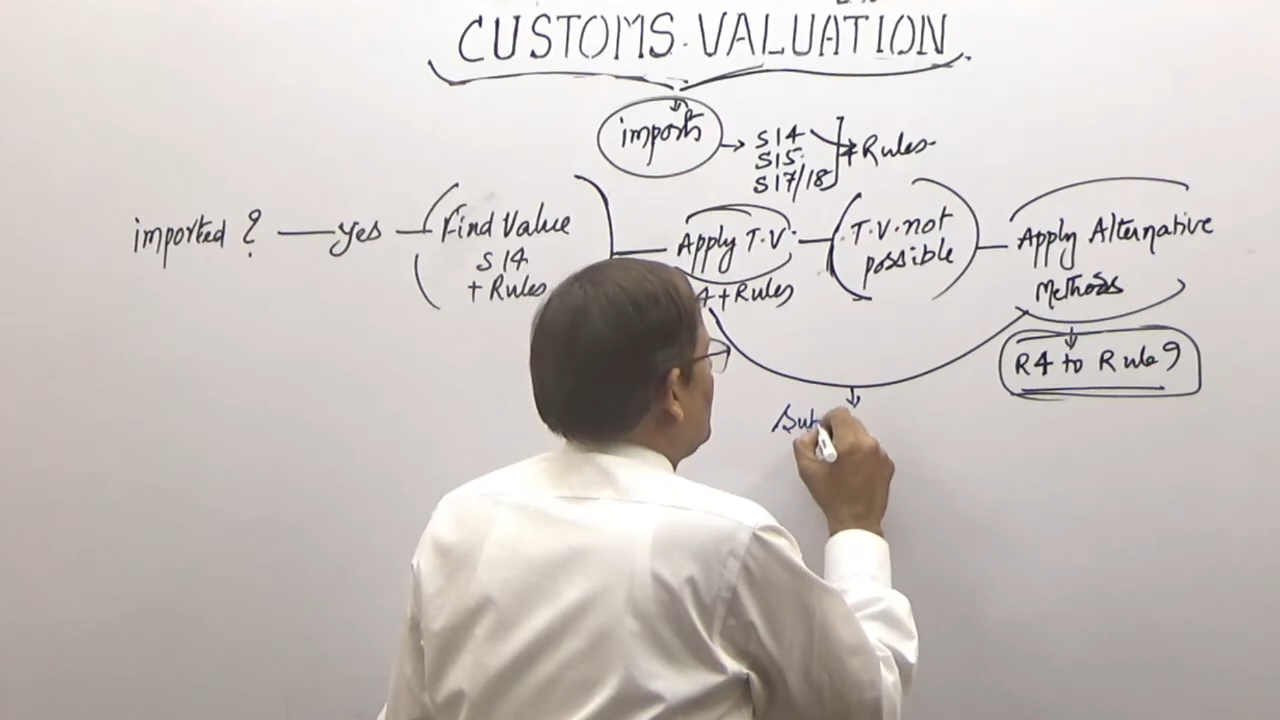 CUSTOMS VALUATION
imports → S14
S15
S17/18
+ Rules
imported ? — yes — Find Value
S 14
+ Rules
Apply T.V.
+ Rules
T.V. not
possible
Apply Alternative
Methods
R4 to Rule 9